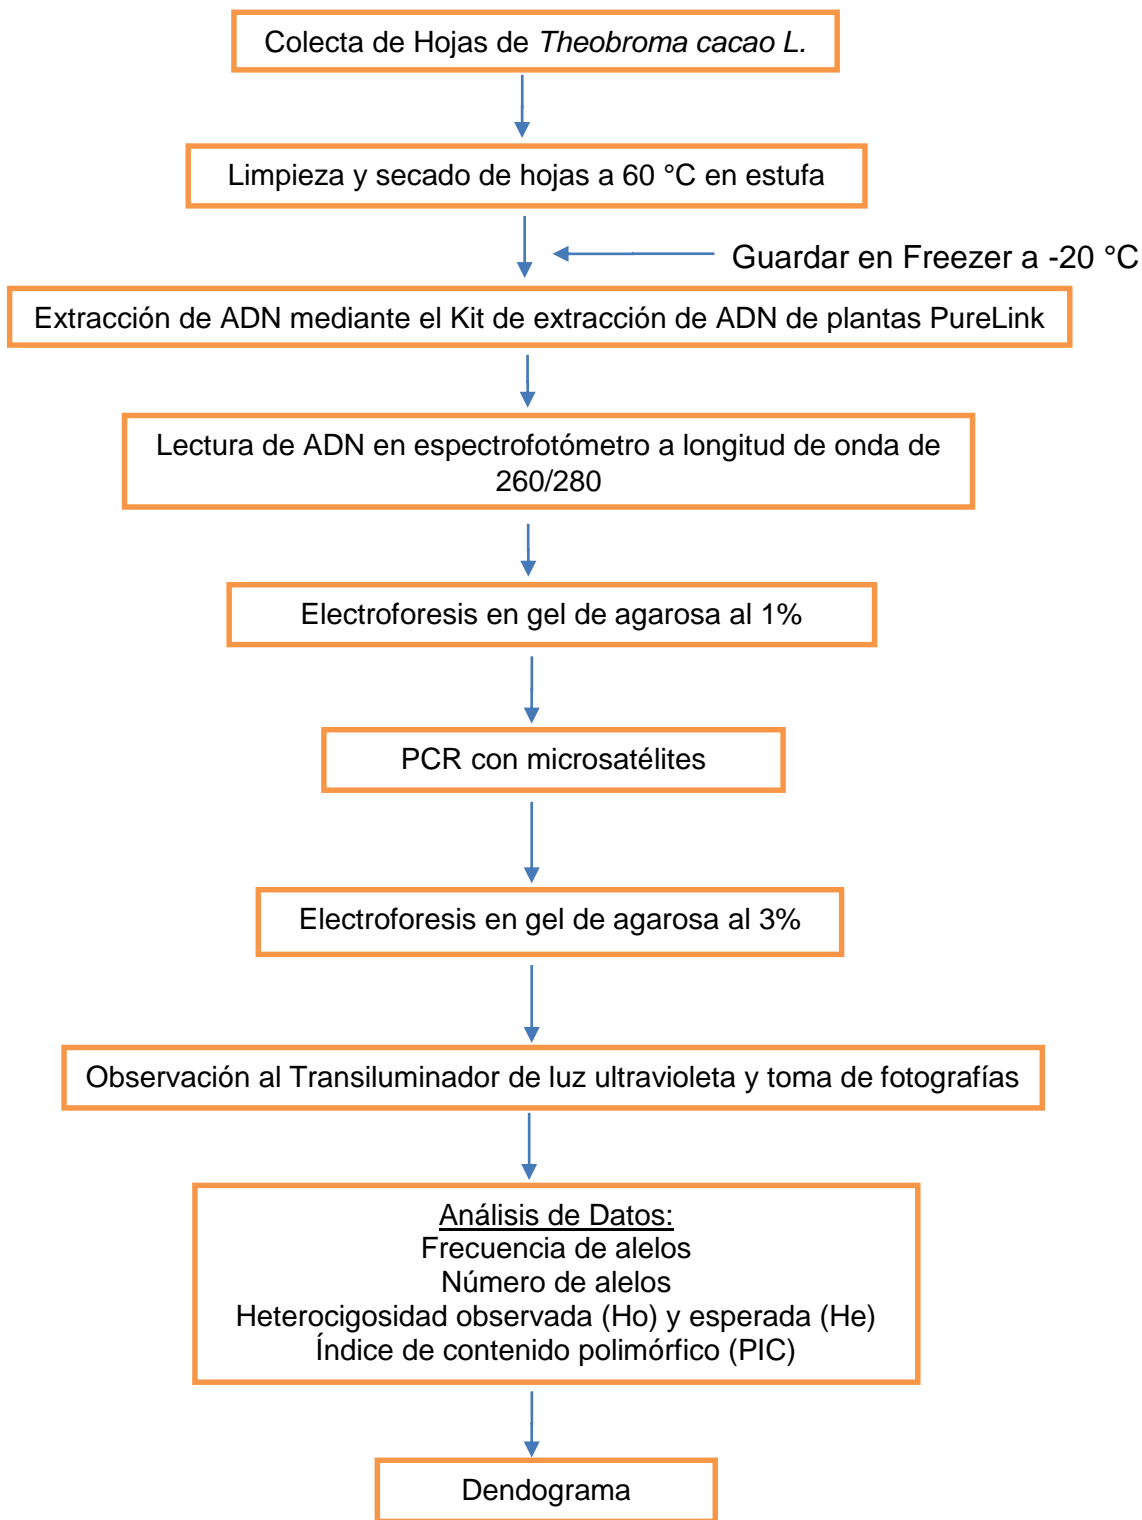 Colecta de Hojas de Theobroma cacao L.
Limpieza y secado de hojas a 60 °C en estufa
Guardar en Freezer a -20 °C
Extracción de ADN mediante el Kit de extracción de ADN de plantas PureLink
Lectura de ADN en espectrofotómetro a longitud de onda de
260/280
Electroforesis en gel de agarosa al 1%
PCR con microsatélites
Electroforesis en gel de agarosa al 3%
Observación al Transiluminador de luz ultravioleta y toma de fotografías
Análisis de Datos:
Frecuencia de alelos
Número de alelos
Heterocigosidad observada (Ho) y esperada (He)
Índice de contenido polimórfico (PIC)
Dendograma